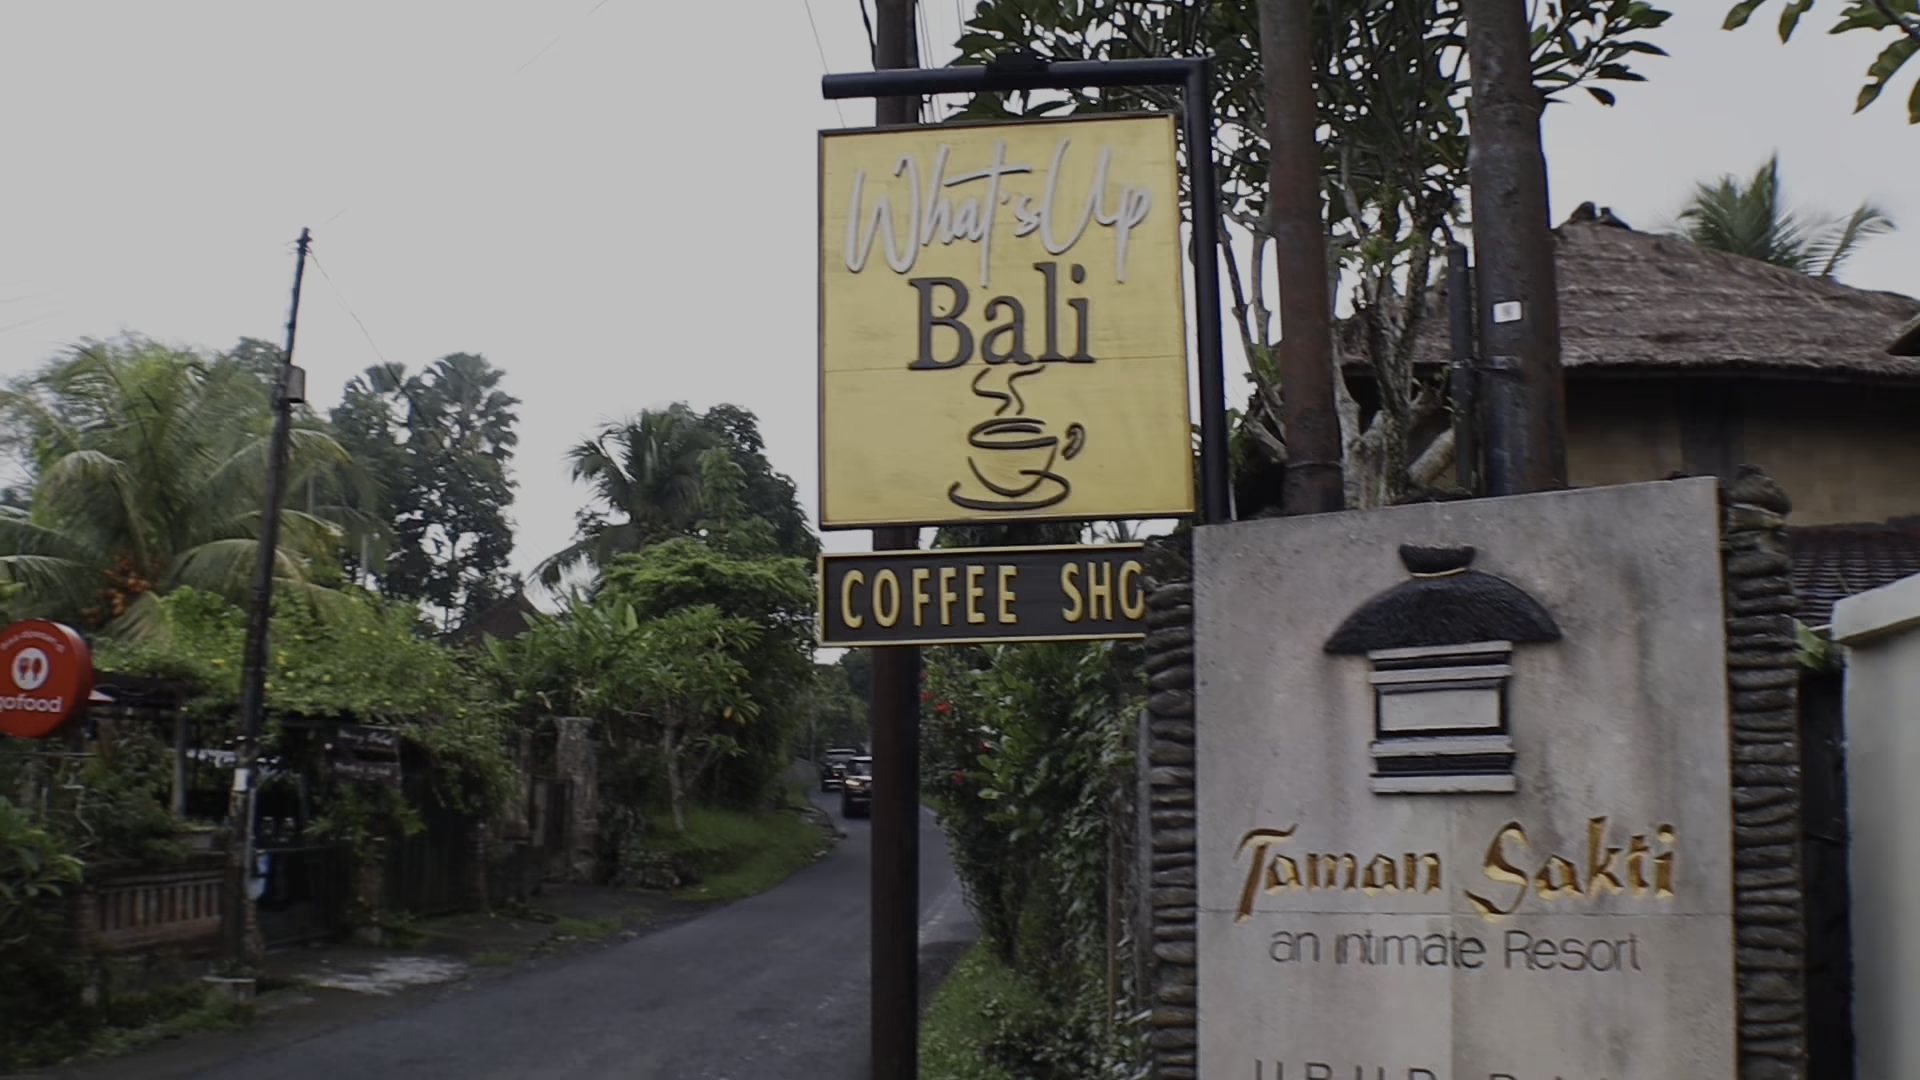 What's Up
Bali
COFFEE SHO
gofood
Taman Sakti
an intimate Resort